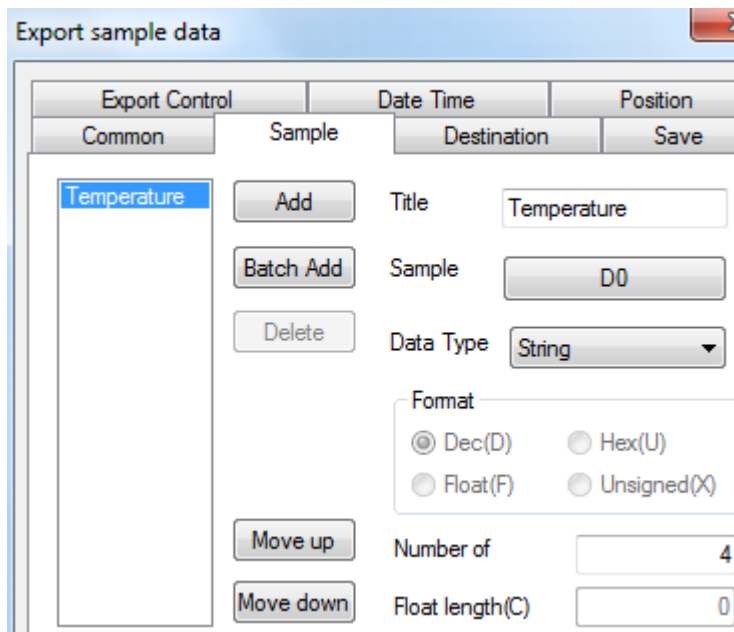 Export sample data
Export Control Date Time Position
Common Sample Destination Save
Temperature Add Title Temperature
Batch Add Sample D0
Delete Data Type String
Format
Dec(D) Hex(U)
Float(F) Unsigned(X)
Move up Number of 4
Move down Float length(C) 0